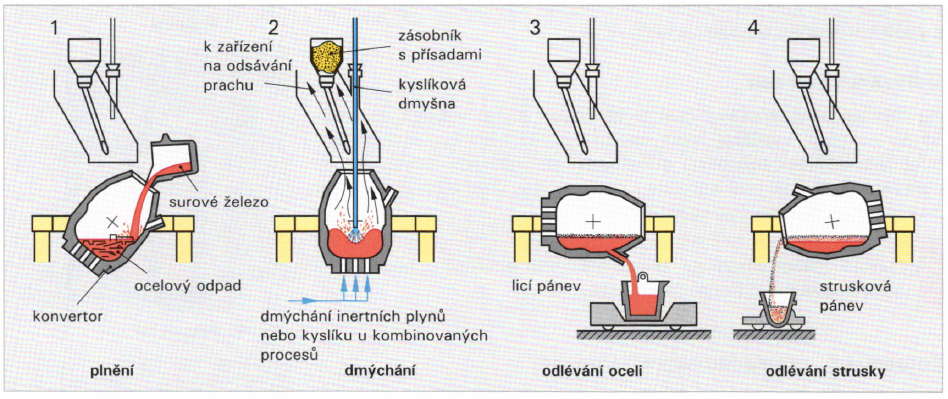 1
surové železo
ocelový odpad
konvertor
plnění
2
k zařízení
na odsávání
prachu
zásobník
s přísadami
kyslíková
dmyšna
dmýchání inertních plynů
nebo kyslíku u kombinovaných
procesů
dmýchání
3
licí pánev
odlévání oceli
4
strusková
pánev
odlévání strusky